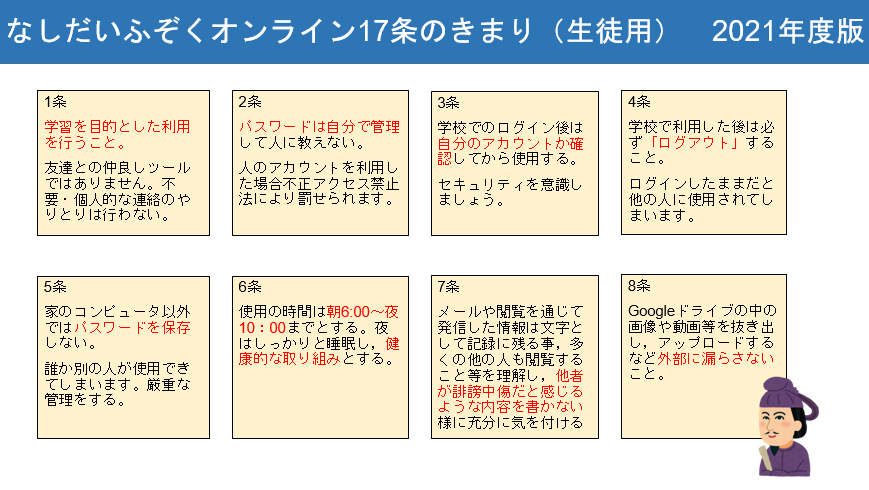 なしだいふぞくオンライン17条のきまり（生徒用）　2021年度版
1条
学習を目的とした利用
を行うこと。
友達との仲良しツール
ではありません。不
要・個人的な連絡のや
りとりは行わない。
2条
パスワードは自分で管理
して人に教えない。
人のアカウントを利用し
た場合不正アクセス禁止
法により罰せられます。
3条
学校でのログイン後は
自分のアカウントか確
認してから使用する。
セキュリティを意識し
ましょう。
4条
学校で利用した後は必
ず「ログアウト」する
こと。
ログインしたままだと
他の人に使用されてし
まいます。
5条
家のコンピュータ以外
ではパスワードを保存
しない。
誰か別の人が使用でき
てしまいます。厳重な
管理をする。
6条
使用の時間は朝6:00～夜
10：00までとする。夜
はしっかりと睡眠し，健
康的な取り組みとする。
7条
メールや閲覧を通じて
発信した情報は文字と
して記録に残る事，多
くの他の人も閲覧する
こと等を理解し，他者
が誹謗中傷だと感じる
ような内容を書かない
様に充分に気を付ける
8条
Googleドライブの中の
画像や動画等を抜き出
し，アップロードする
など外部に漏らさない
こと。